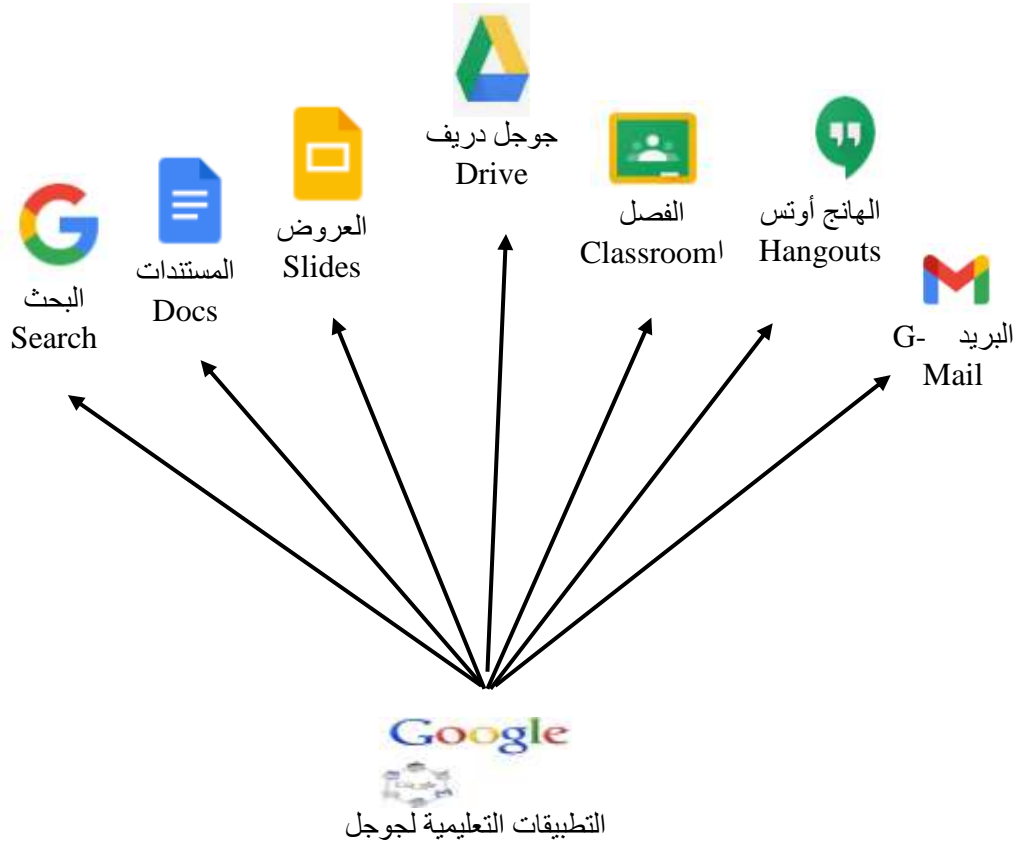 جوجل دريف
Drive
الهانج أوتس
Hangouts
الفصل
Classroomا
العروض
Slides
المستندات
Docs
البحث
Search
البريد G-
Mail
Google
التطبيقات التعليمية لجوجل